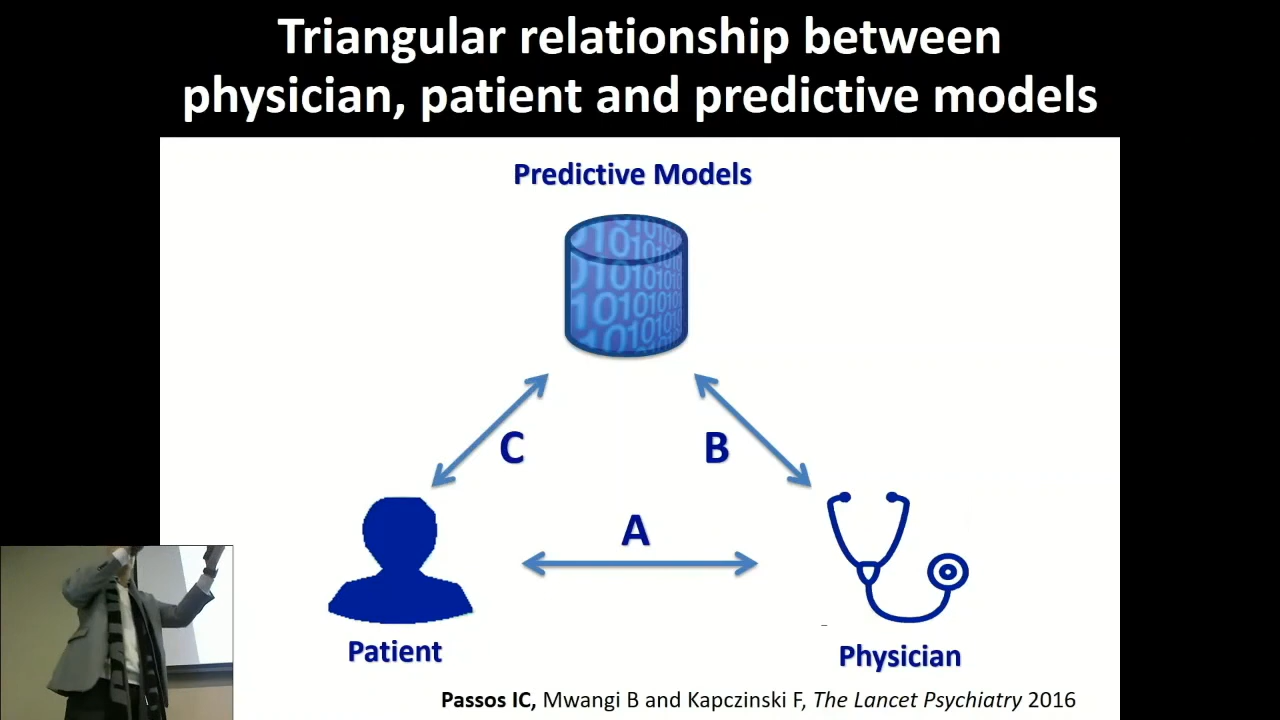 Triangular relationship between
physician, patient and predictive models
Predictive Models
C
B
A
Patient
Physician
Passos IC, Mwangi B and Kapczinski F, The Lancet Psychiatry 2016